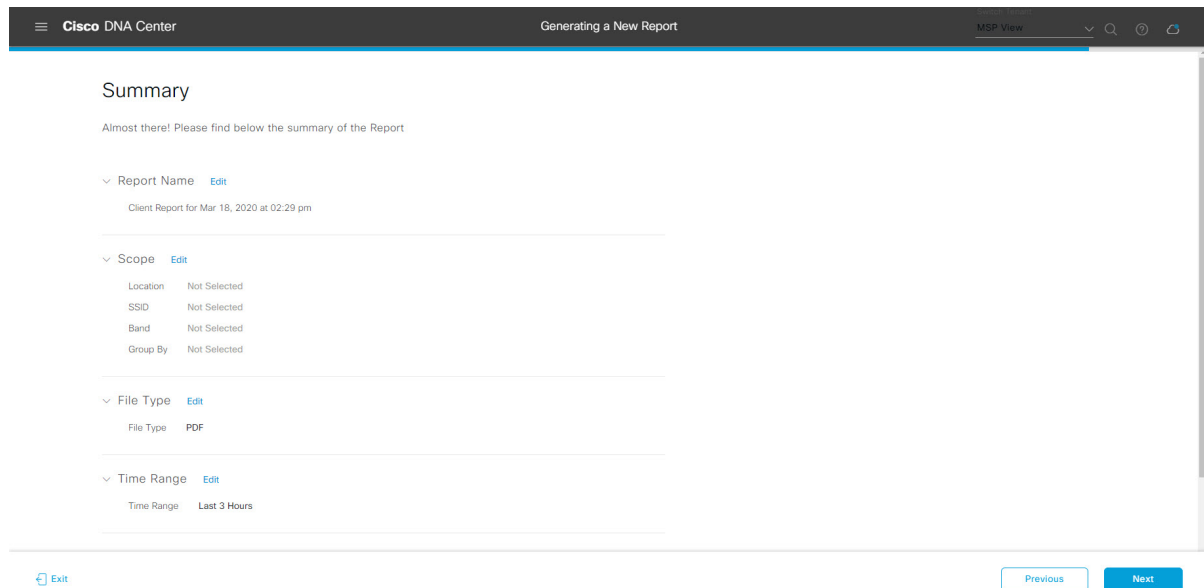 Cisco DNA Center
Generating a New Report
MSP View
Summary
Almost there! Please find below the summary of the Report
Report Name Edit
Client Report for Mar 18, 2020 at 02:29 pm
Scope Edit
Location Not Selected
SSID Not Selected
Band Not Selected
Group By Not Selected
File Type Edit
File Type PDF
Time Range Edit
Time Range Last 3 Hours
Exit
Previous
Next